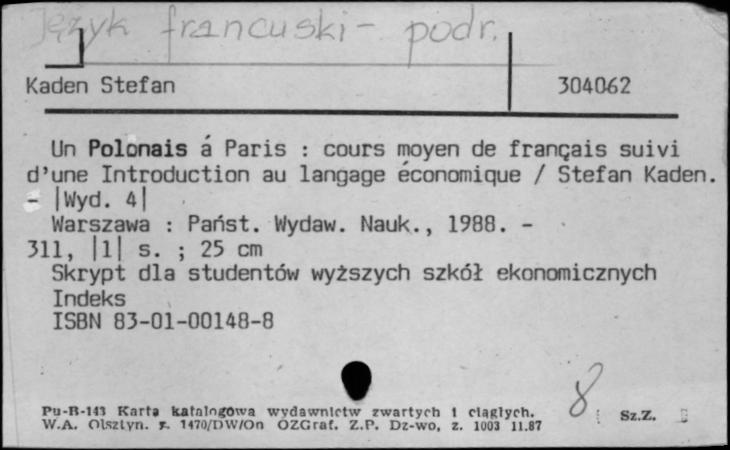 Język francuski - podr.
Kaden Stefan 304062
Un Polonais á Paris : cours moyen de français suivi
d'une Introduction au langage économique / Stefan Kaden.
- |Wyd. 4|
Warszawa : Państ. Wydaw. Nauk., 1988. -
311, |1| s. ; 25 cm
Skrypt dla studentów wyższych szkół ekonomicznych
Indeks
ISBN 83-01-00148-8
8
Pu-R-143 Karta katalogowa wydawnictw zwartych i ciągłych. Sz.Z.
W.A. Olsztyn. z. 1470/DW/On OZGraf. Z.P. Dz-wo, z. 1003 11.87